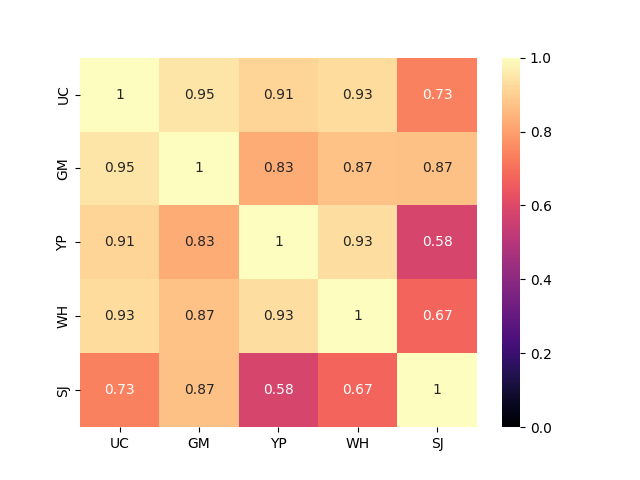 UC 1 0.95 0.91 0.93 0.73
GM 0.95 1 0.83 0.87 0.87
YP 0.91 0.83 1 0.93 0.58
WH 0.93 0.87 0.93 1 0.67
SJ 0.73 0.87 0.58 0.67 1
UC GM YP WH SJ
1.0
0.8
0.6
0.4
0.2
0.0